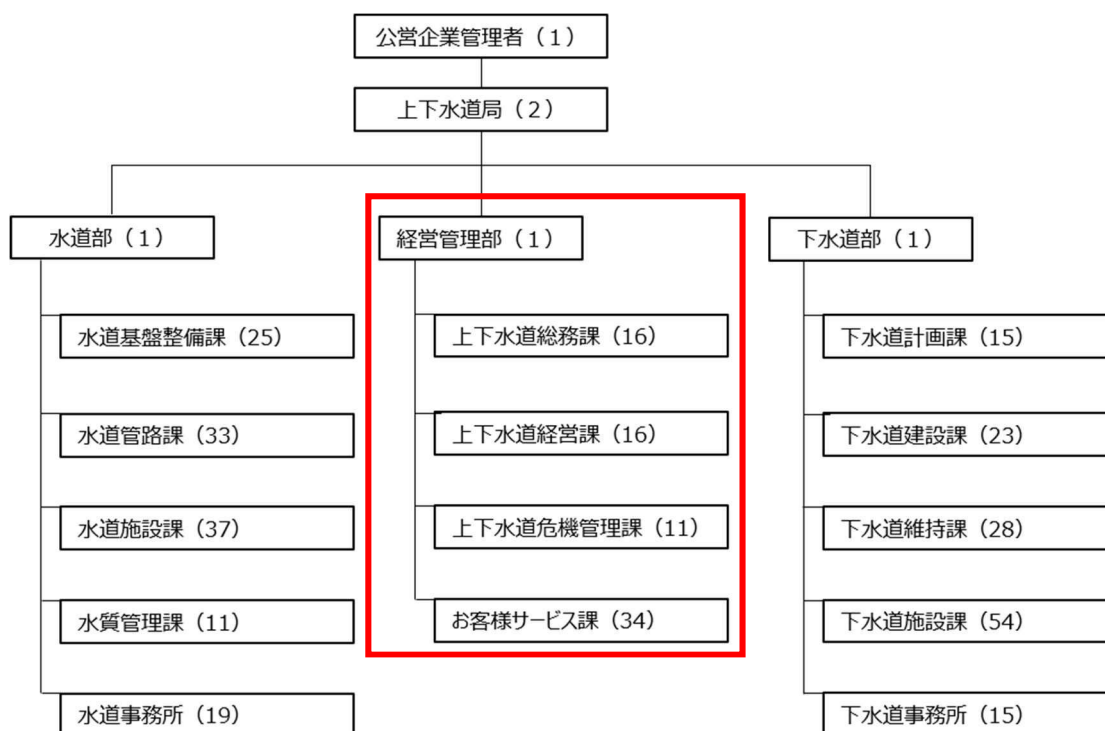 公営企業管理者（１）
上下水道局（２）
水道部（１）
水道基盤整備課（25）
水道管路課（33）
水道施設課（37）
水質管理課（11）
水道事務所（19）
経営管理部（１）
上下水道総務課（16）
上下水道経営課（16）
上下水道危機管理課（11）
お客様サービス課（34）
下水道部（１）
下水道計画課（15）
下水道建設課（23）
下水道維持課（28）
下水道施設課（54）
下水道事務所（15）